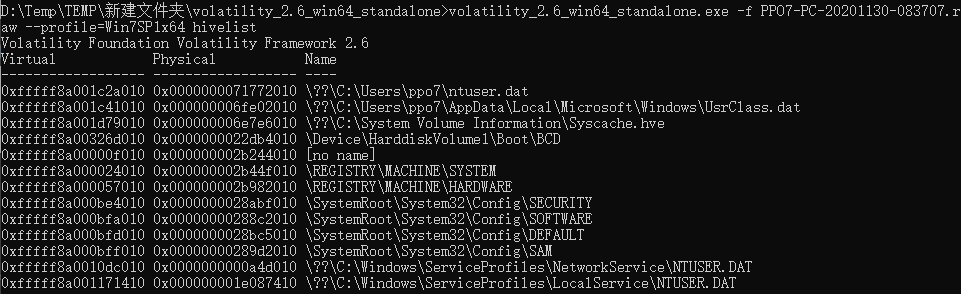 D:\Temp\TEMP\新建文件夹\volatility_2.6_win64_standalone>volatility_2.6_win64_standalone.exe -f PPO7-PC-20201130-083707.r
aw --profile=Win7SP1x64 hivelist
Volatility Foundation Volatility Framework 2.6
Virtual            Physical           Name
------------------ ------------------ ----
0xfffff8a001c2a010 0x0000000071772010 \??\C:\Users\ppo7\ntuser.dat
0xfffff8a001c41010 0x000000006fe02010 \??\C:\Users\ppo7\AppData\Local\Microsoft\Windows\UsrClass.dat
0xfffff8a001d79010 0x000000006e7e6010 \??\C:\System Volume Information\Syscache.hve
0xfffff8a00326d010 0x0000000022db4010 \Device\HarddiskVolume1\Boot\BCD
0xfffff8a00000f010 0x000000002b244010 [no name]
0xfffff8a000024010 0x000000002b44f010 \REGISTRY\MACHINE\SYSTEM
0xfffff8a000057010 0x000000002b982010 \REGISTRY\MACHINE\HARDWARE
0xfffff8a000be4010 0x0000000028abf010 \SystemRoot\System32\Config\SECURITY
0xfffff8a000bfa010 0x00000000288c2010 \SystemRoot\System32\Config\SOFTWARE
0xfffff8a000bfd010 0x0000000028bc5010 \SystemRoot\System32\Config\DEFAULT
0xfffff8a000bff010 0x00000000289d2010 \SystemRoot\System32\Config\SAM
0xfffff8a0010dc010 0x0000000000a4d010 \??\C:\Windows\ServiceProfiles\NetworkService\NTUSER.DAT
0xfffff8a001171410 0x000000001e087410 \??\C:\Windows\ServiceProfiles\LocalService\NTUSER.DAT